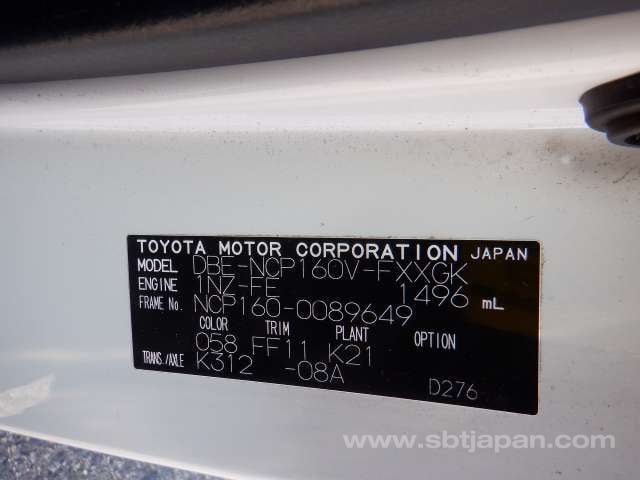 TOYOTA MOTOR CORPORATION JAPAN
MODEL DBE-NCP160V-FXXGK
ENGINE 1NZ-FE 1496 mL
FRAME No. NCP160-0089649
COLOR TRIM PLANT OPTION
058 FF11 K21
TRANS./AXLE K312 -08A
D276
www.sbtjapan.com